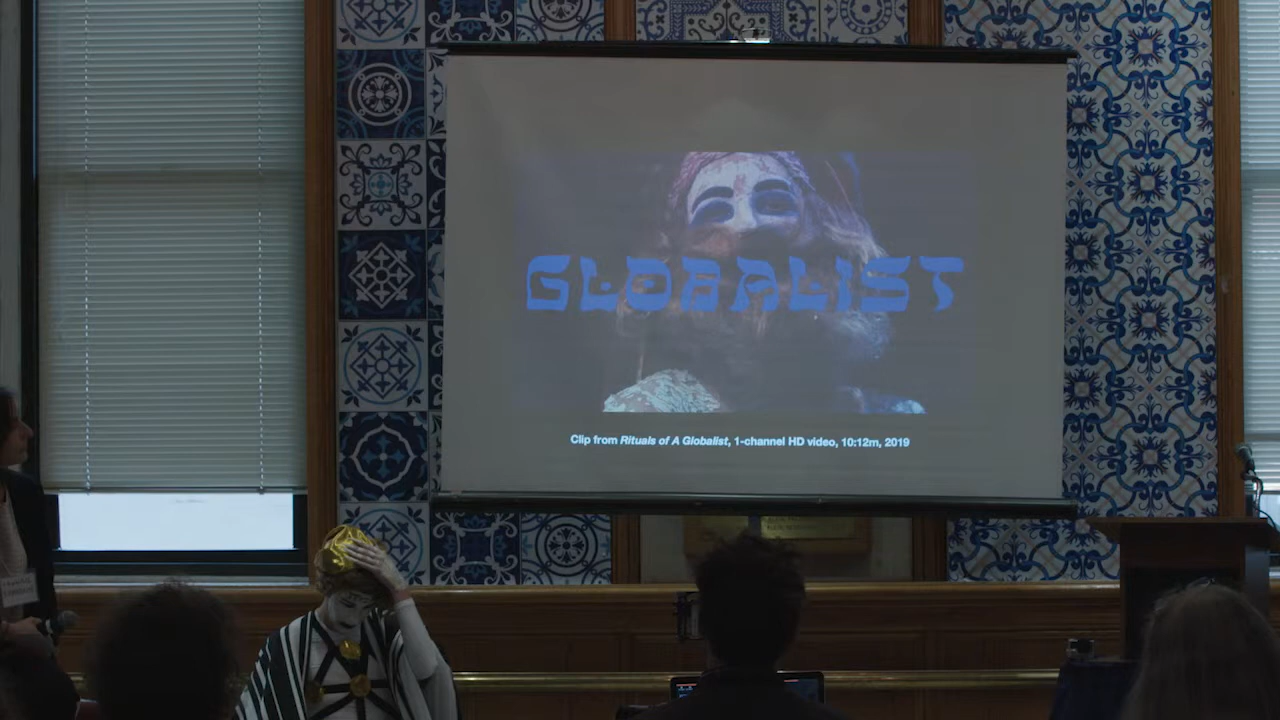 GLOBALIST
Clip from Rituals of A Globalist, 1-channel HD video, 10:12m, 2019